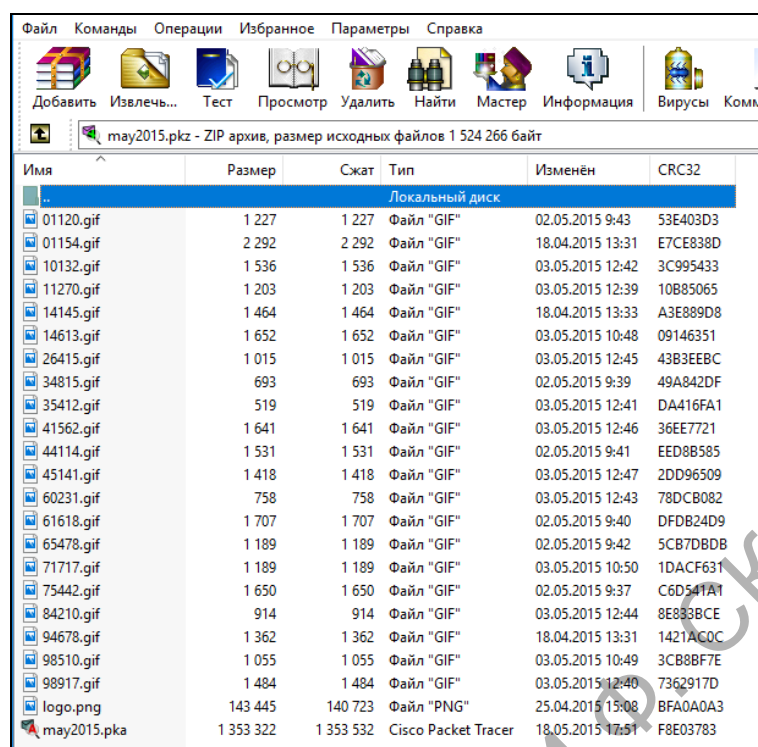 Файл Команды Операции Избранное Параметры Справка
Добавить Извлечь... Тест Просмотр Удалить Найти Мастер Информация Вирусы Комм
may2015.pkz - ZIP архив, размер исходных файлов 1 524 266 байт
Имя Размер Сжат Тип Изменён CRC32
.. Локальный диск
01120.gif 1 227 1 227 Файл "GIF" 02.05.2015 9:43 53E403D3
01154.gif 2 292 2 292 Файл "GIF" 18.04.2015 13:31 E7CE838D
10132.gif 1 536 1 536 Файл "GIF" 03.05.2015 12:42 3C995433
11270.gif 1 203 1 203 Файл "GIF" 03.05.2015 12:39 10B85065
14145.gif 1 464 1 464 Файл "GIF" 18.04.2015 13:33 A3E889D8
14613.gif 1 652 1 652 Файл "GIF" 03.05.2015 10:48 09146351
26415.gif 1 015 1 015 Файл "GIF" 03.05.2015 12:45 43B3EEBC
34815.gif 693 693 Файл "GIF" 02.05.2015 9:39 49A842DF
35412.gif 519 519 Файл "GIF" 03.05.2015 12:41 DA416FA1
41562.gif 1 641 1 641 Файл "GIF" 03.05.2015 12:46 36EE7721
44114.gif 1 531 1 531 Файл "GIF" 02.05.2015 9:41 EED8B585
45141.gif 1 418 1 418 Файл "GIF" 03.05.2015 12:47 2DD96509
60231.gif 758 758 Файл "GIF" 03.05.2015 12:43 78DCB082
61618.gif 1 707 1 707 Файл "GIF" 02.05.2015 9:40 DFDB24D9
65478.gif 1 189 1 189 Файл "GIF" 02.05.2015 9:42 5CB7DBDB
71717.gif 1 189 1 189 Файл "GIF" 03.05.2015 10:50 1DACF631
75442.gif 1 650 1 650 Файл "GIF" 02.05.2015 9:37 C6D541A1
84210.gif 914 914 Файл "GIF" 03.05.2015 12:44 8E833BCE
94678.gif 1 362 1 362 Файл "GIF" 18.04.2015 13:31 1421AC0C
98510.gif 1 055 1 055 Файл "GIF" 03.05.2015 10:49 3CB8BF7E
98917.gif 1 484 1 484 Файл "GIF" 03.05.2015 12:40 7362917D
logo.png 143 445 140 723 Файл "PNG" 25.04.2015 15:08 BFA0A0A3
may2015.pka 1 353 322 1 353 532 Cisco Packet Tracer 18.05.2015 17:51 F8E03783